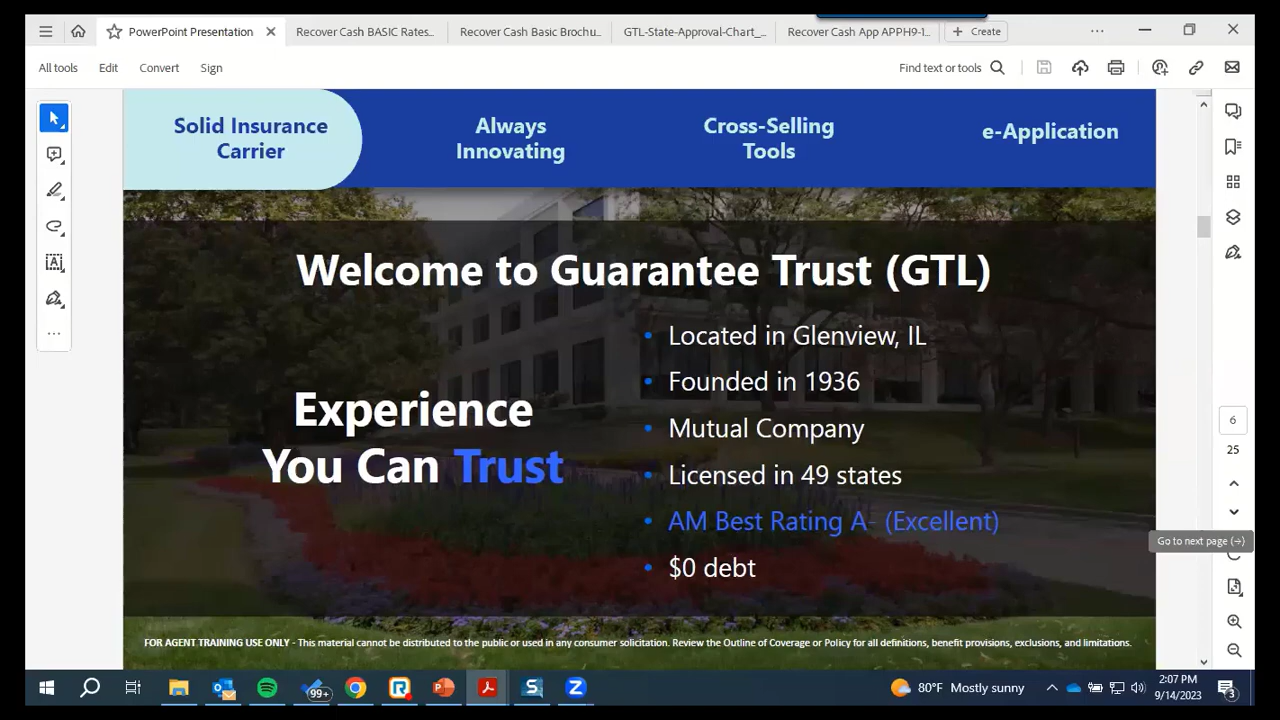 PowerPoint Presentation
Recover Cash BASIC Rates...
Recover Cash Basic Brochu...
GTL-State-Approval-Chart_...
Recover Cash App APPH9-1...
Create
All tools
Edit
Convert
Sign
Find text or tools
Solid Insurance
Carrier
Always
Innovating
Cross-Selling
Tools
e-Application
Welcome to Guarantee Trust (GTL)
Experience
You Can Trust
• Located in Glenview, IL
• Founded in 1936
• Mutual Company
• Licensed in 49 states
• AM Best Rating A- (Excellent)
• $0 debt
6
25
Go to next page (→)
FOR AGENT TRAINING USE ONLY - This material cannot be distributed to the public or used in any consumer solicitation. Review the Outline of Coverage or Policy for all definitions, benefit provisions, exclusions, and limitations.
99+
80°F Mostly sunny
2:07 PM
9/14/2023
3